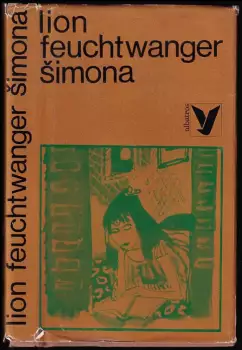 lion feuchtwanger šimona
lion
feuchtwanger
šimona
albatros